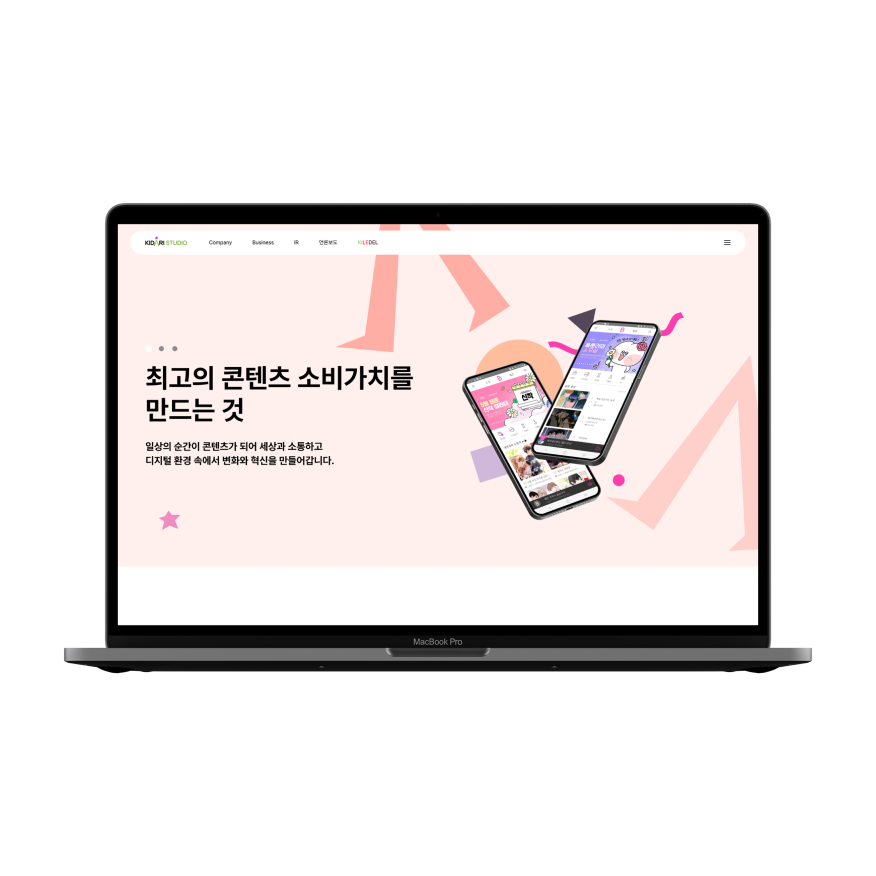 KIDARI STUDIO
Company
Business
IR
언론보도
KILEDEL
최고의 콘텐츠 소비가치를
만드는 것
일상의 순간이 콘텐츠가 되어 세상과 소통하고
디지털 환경 속에서 변화와 혁신을 만들어갑니다.
MacBook Pro